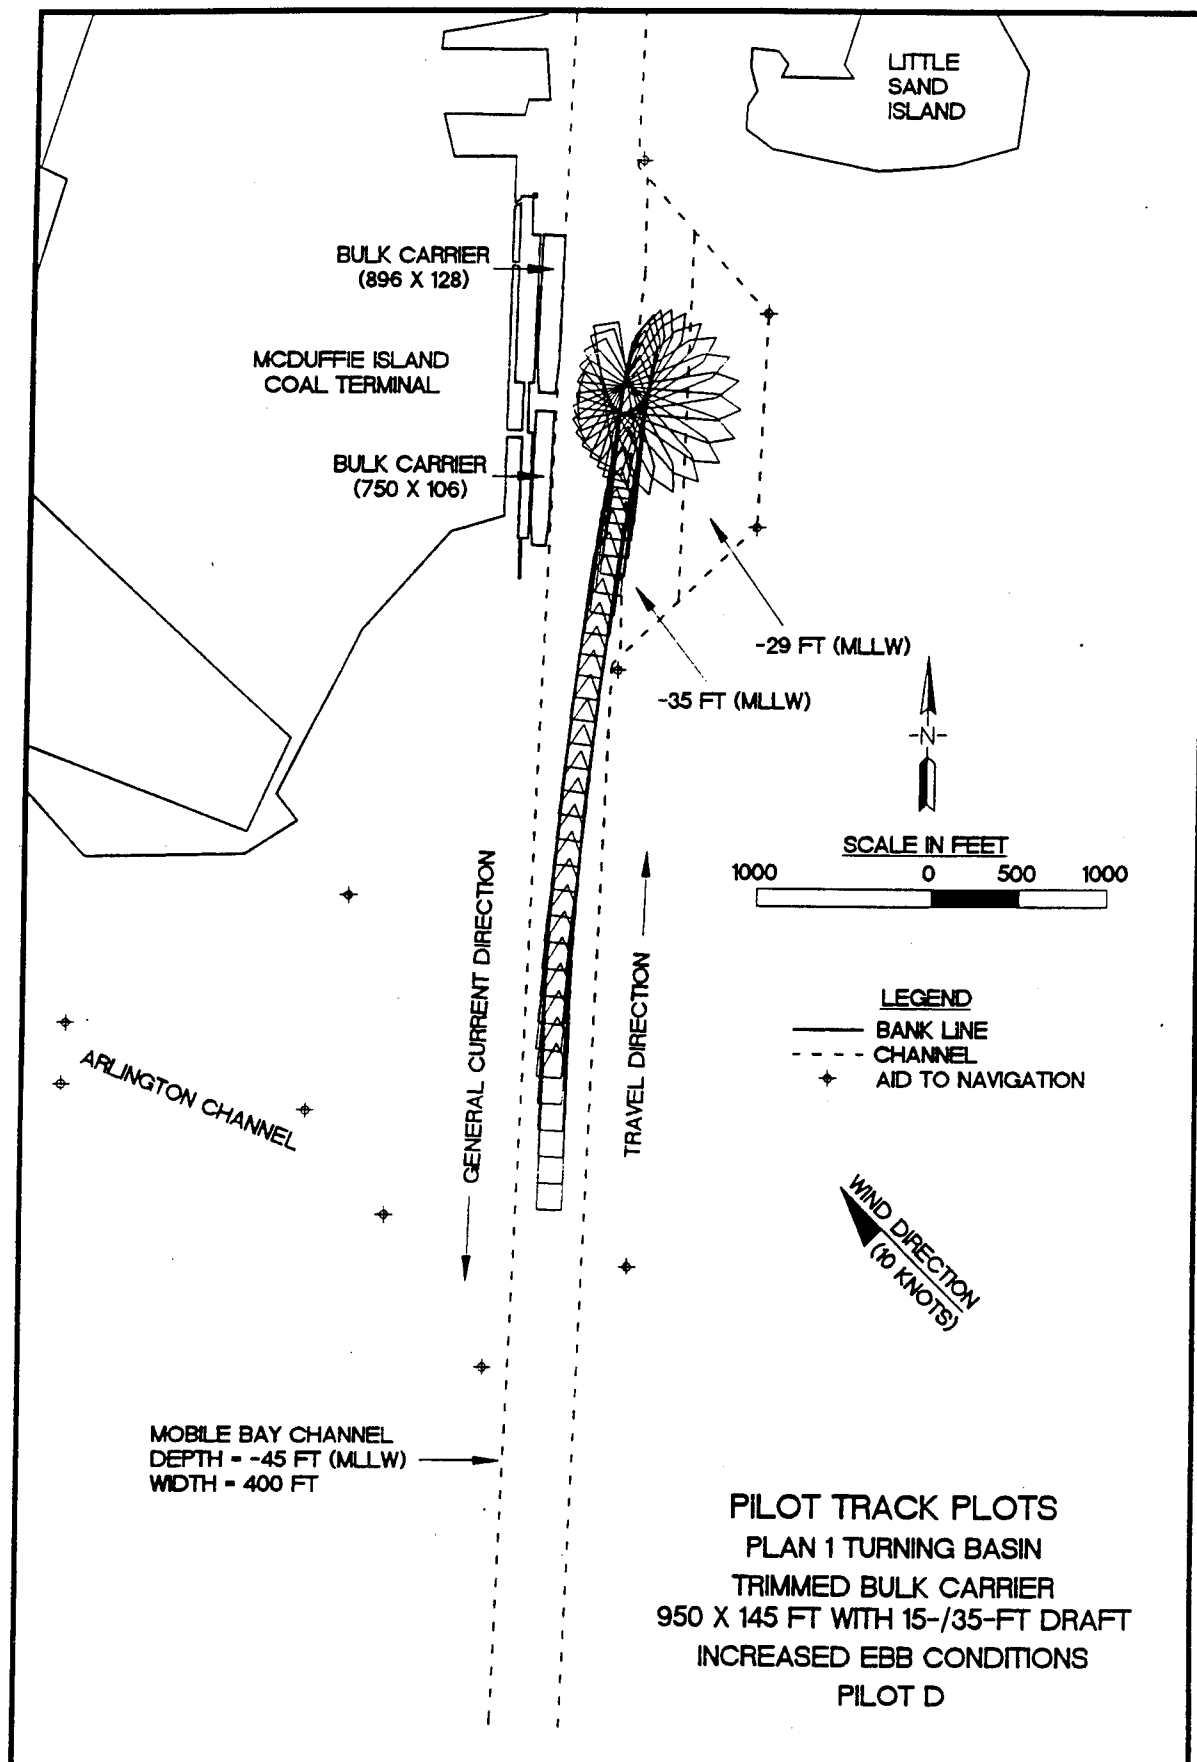 LITTLE
SAND
ISLAND
BULK CARRIER
(896 X 128)
MCDUFFIE ISLAND
COAL TERMINAL
BULK CARRIER
(750 X 106)
-29 FT (MLLW)
-35 FT (MLLW)
-N-
SCALE IN FEET
1000 0 500 1000
GENERAL CURRENT DIRECTION
TRAVEL DIRECTION
LEGEND
BANK LINE
CHANNEL
AID TO NAVIGATION
ARLINGTON CHANNEL
WIND DIRECTION
(10 KNOTS)
MOBILE BAY CHANNEL
DEPTH = -45 FT (MLLW)
WIDTH = 400 FT
PILOT TRACK PLOTS
PLAN 1 TURNING BASIN
TRIMMED BULK CARRIER
950 X 145 FT WITH 15-/35-FT DRAFT
INCREASED EBB CONDITIONS
PILOT D